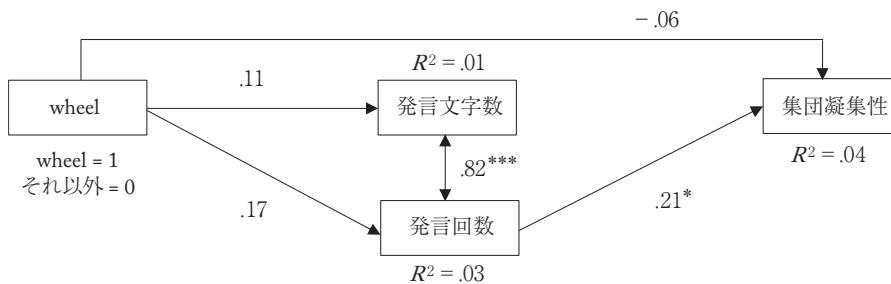 −.06
R² = .01
.11
wheel
発言文字数
集団凝集性
wheel = 1
それ以外 = 0
.82***
R² = .04
.17
.21*
発言回数
R² = .03